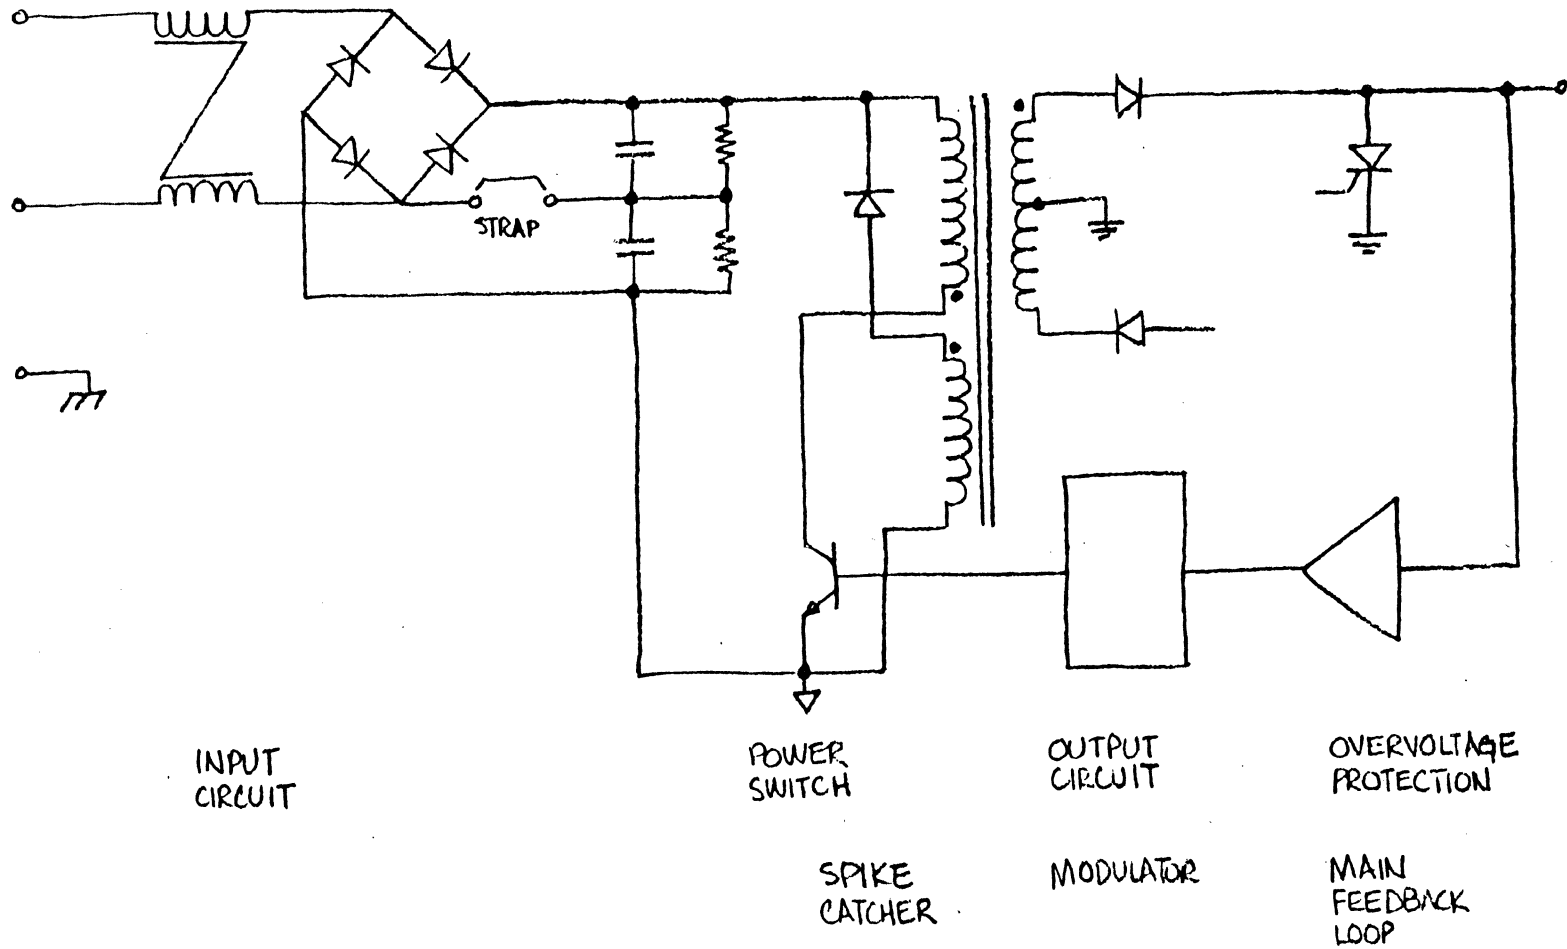 STRAP
INPUT
CIRCUIT
POWER
SWITCH
OUTPUT
CIRCUIT
OVERVOLTAGE
PROTECTION
SPIKE
CATCHER
MODULATOR
MAIN
FEEDBACK
LOOP